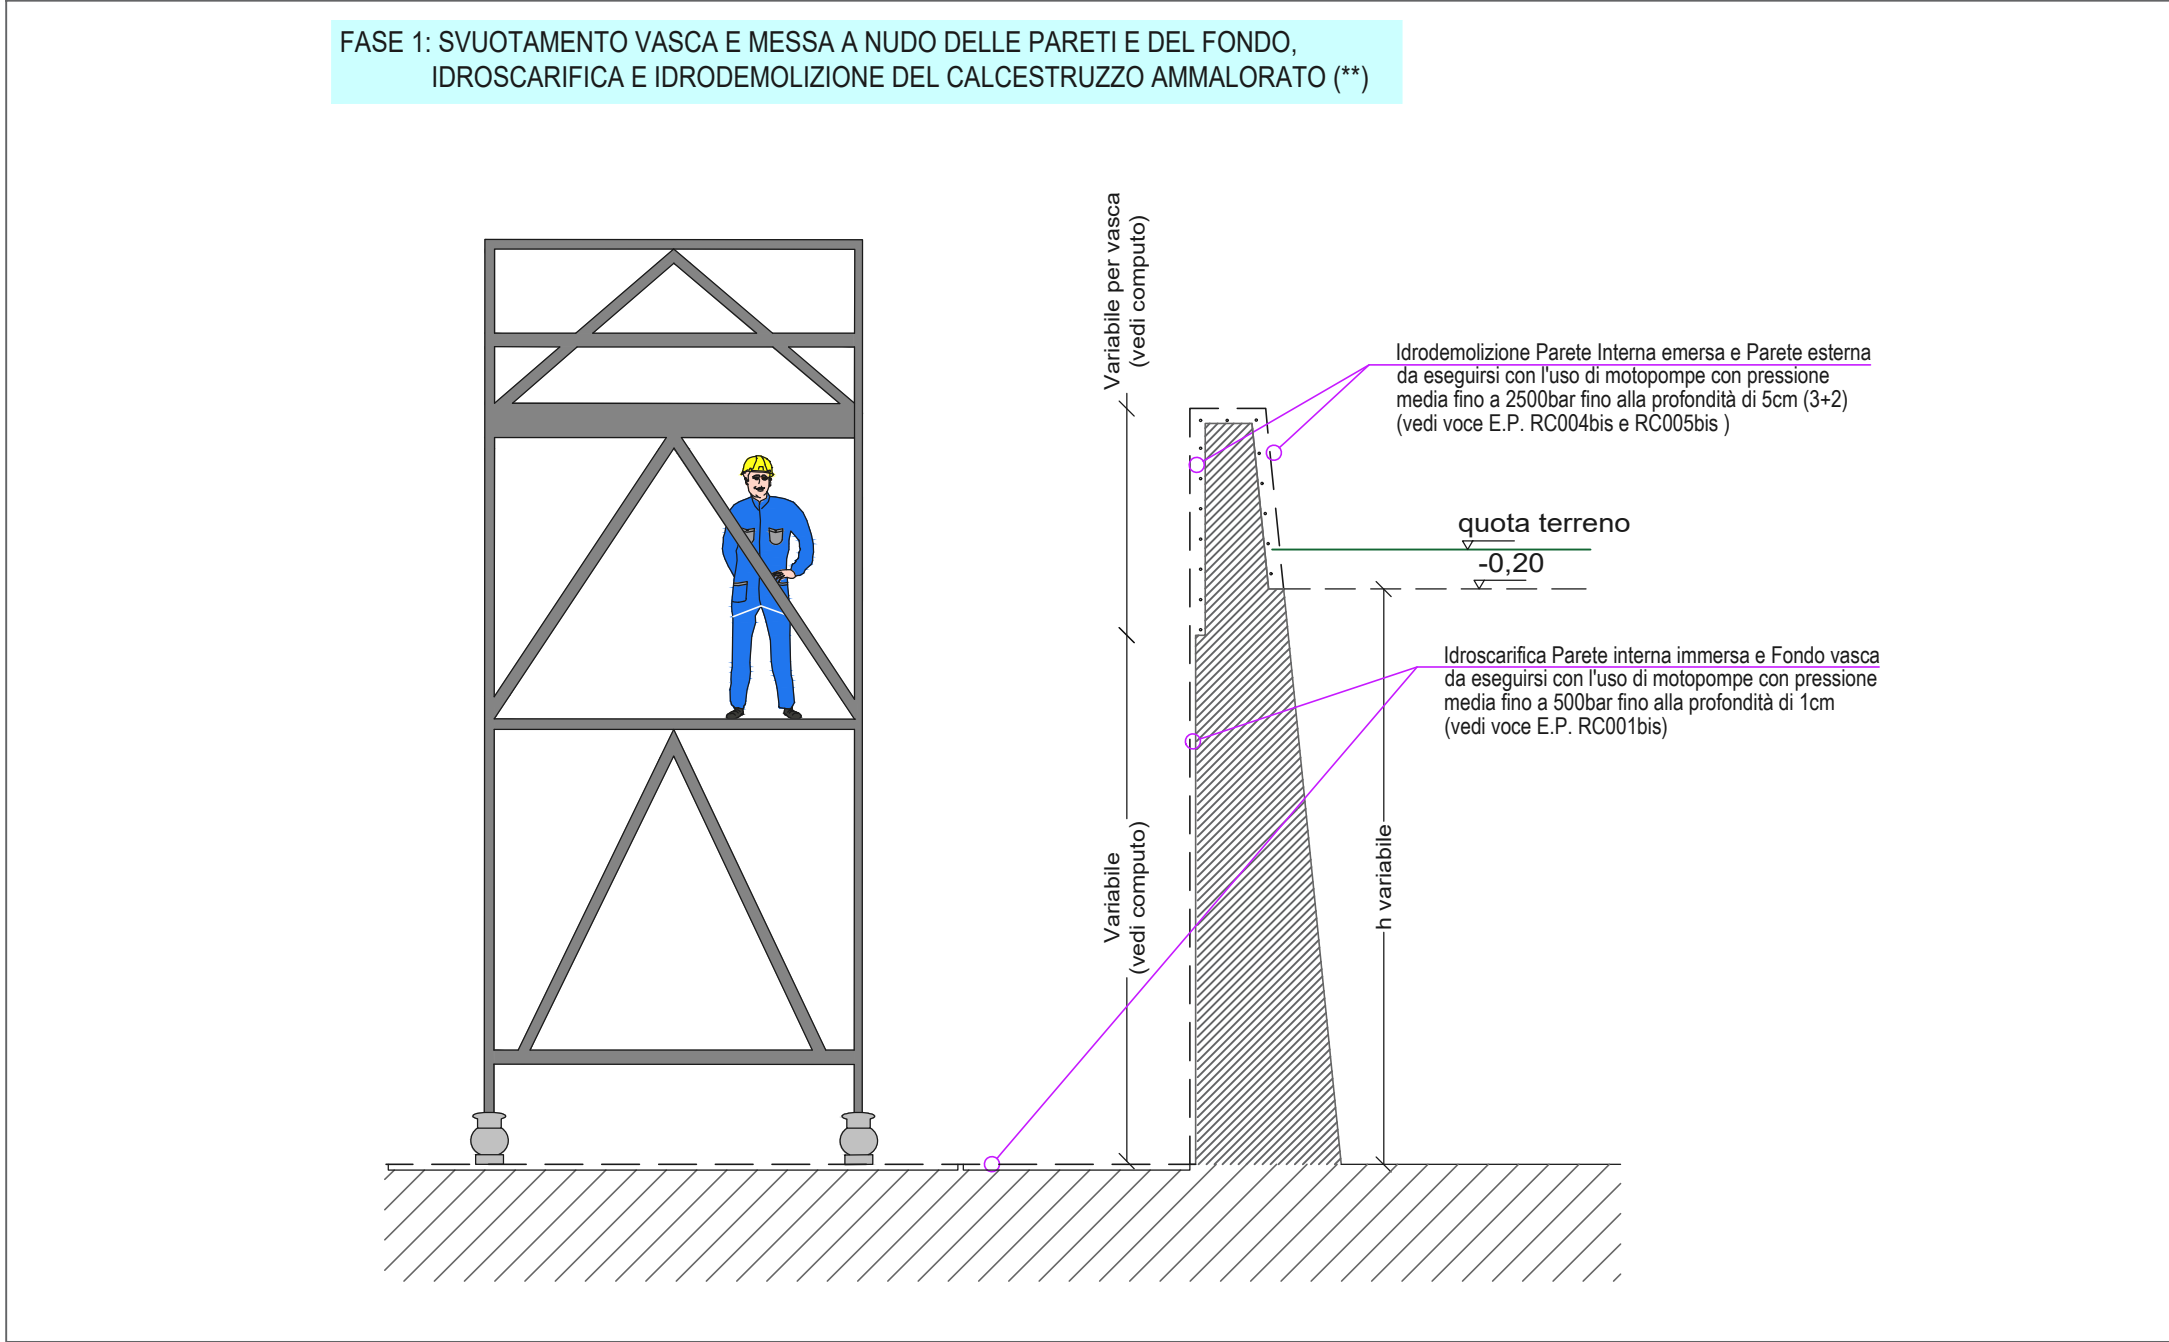 FASE 1: SVUOTAMENTO VASCA E MESSA A NUDO DELLE PARETI E DEL FONDO,
IDROSCARIFICA E IDRODEMOLIZIONE DEL CALCESTRUZZO AMMALORATO (**)
Variabile per vasca
(vedi computo)
Idrodemolizione Parete Interna emersa e Parete esterna
da eseguirsi con l'uso di motopompe con pressione
media fino a 2500bar fino alla profondità di 5cm (3+2)
(vedi voce E.P. RC004bis e RC005bis )
quota terreno
-0,20
Idroscarifica Parete interna immersa e Fondo vasca
da eseguirsi con l'uso di motopompe con pressione
media fino a 500bar fino alla profondità di 1cm
(vedi voce E.P. RC001bis)
Variabile
(vedi computo)
h variabile